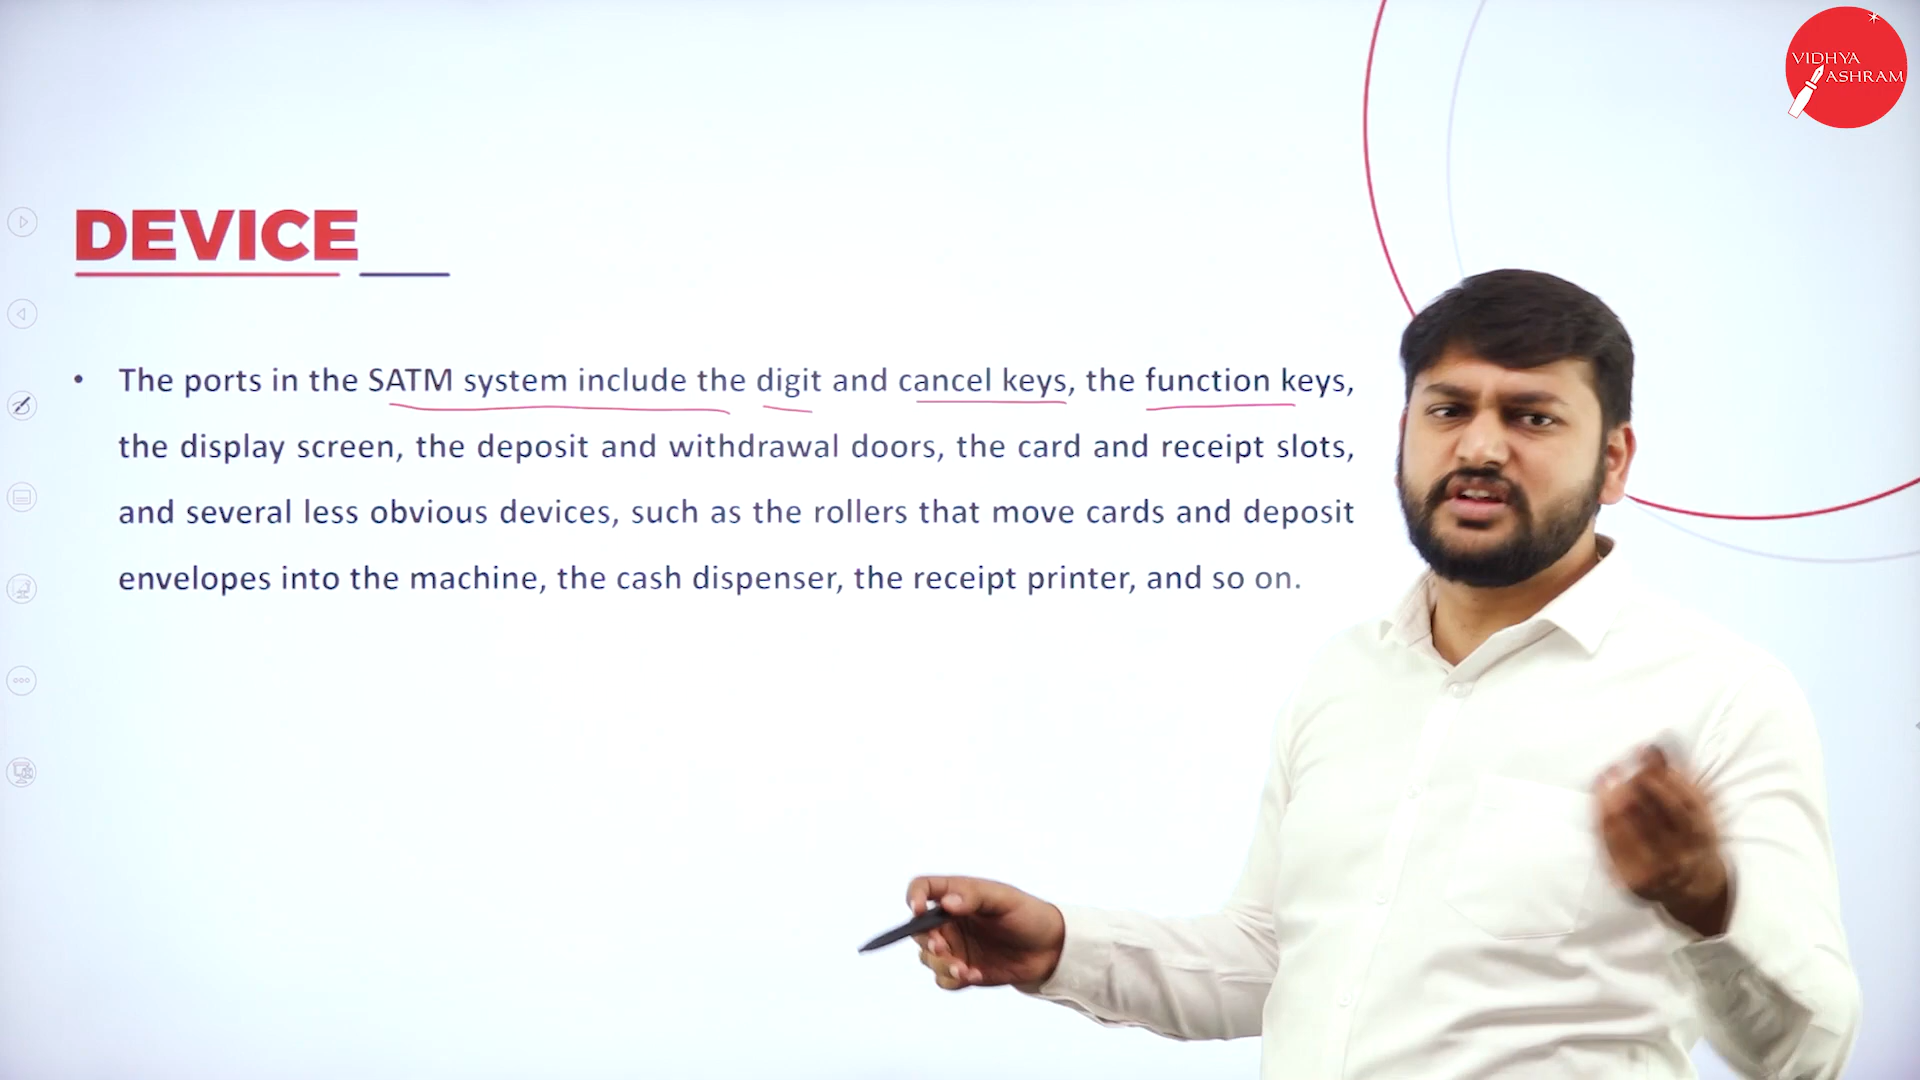 VIDHYA
ASHRAM
DEVICE
• The ports in the SATM system include the digit and cancel keys, the function keys,
the display screen, the deposit and withdrawal doors, the card and receipt slots,
and several less obvious devices, such as the rollers that move cards and deposit
envelopes into the machine, the cash dispenser, the receipt printer, and so on.